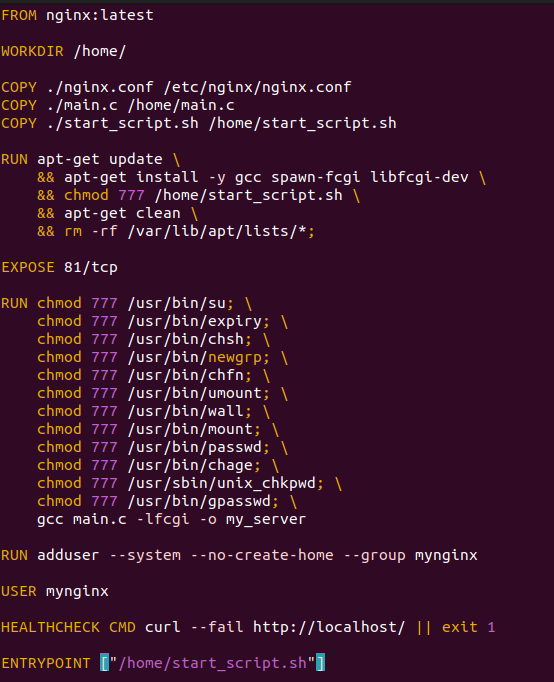 FROM nginx:latest
WORKDIR /home/
COPY ./nginx.conf /etc/nginx/nginx.conf
COPY ./main.c /home/main.c
COPY ./start_script.sh /home/start_script.sh
RUN apt-get update \
    && apt-get install -y gcc spawn-fcgi libfcgi-dev \
    && chmod 777 /home/start_script.sh \
    && apt-get clean \
    && rm -rf /var/lib/apt/lists/*;
EXPOSE 81/tcp
RUN chmod 777 /usr/bin/su; \
    chmod 777 /usr/bin/expiry; \
    chmod 777 /usr/bin/chsh; \
    chmod 777 /usr/bin/newgrp; \
    chmod 777 /usr/bin/chfn; \
    chmod 777 /usr/bin/umount; \
    chmod 777 /usr/bin/wall; \
    chmod 777 /usr/bin/mount; \
    chmod 777 /usr/bin/passwd; \
    chmod 777 /usr/bin/chage; \
    chmod 777 /usr/sbin/unix_chkpwd; \
    chmod 777 /usr/bin/gpasswd; \
    gcc main.c -lfcgi -o my_server
RUN adduser --system --no-create-home --group mynginx
USER mynginx
HEALTHCHECK CMD curl --fail http://localhost/ || exit 1
ENTRYPOINT ["/home/start_script.sh"]